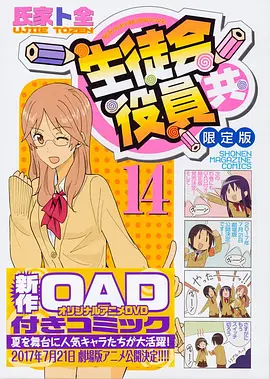 氏家ト全
UJIIE TOZEN
生徒会
役員共
限定版
SHONEN
MAGAZINE
COMICS
14
新作
OAD
オリジナルアニメDVD
付きコミック
夏を舞台に人気キャラたちが大活躍!
2017年7月21日 劇場版アニメ公開決定!!!!